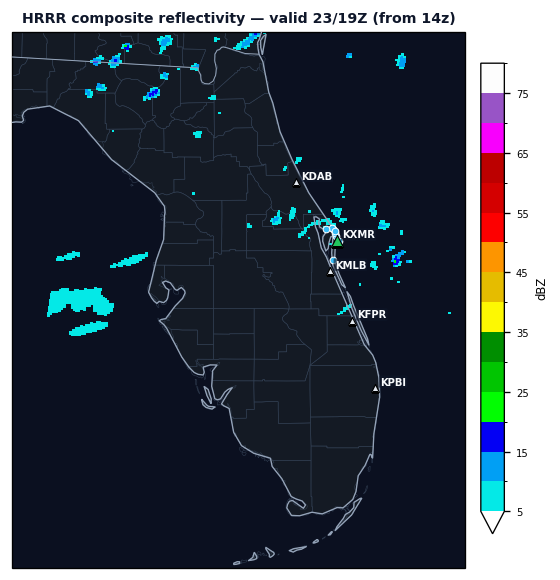 HRRR composite reflectivity — valid 23/19Z (from 14z)
KDAB
KXMR
KMLB
KFPR
KPBI
75
65
55
45
35
25
15
5
dBZ